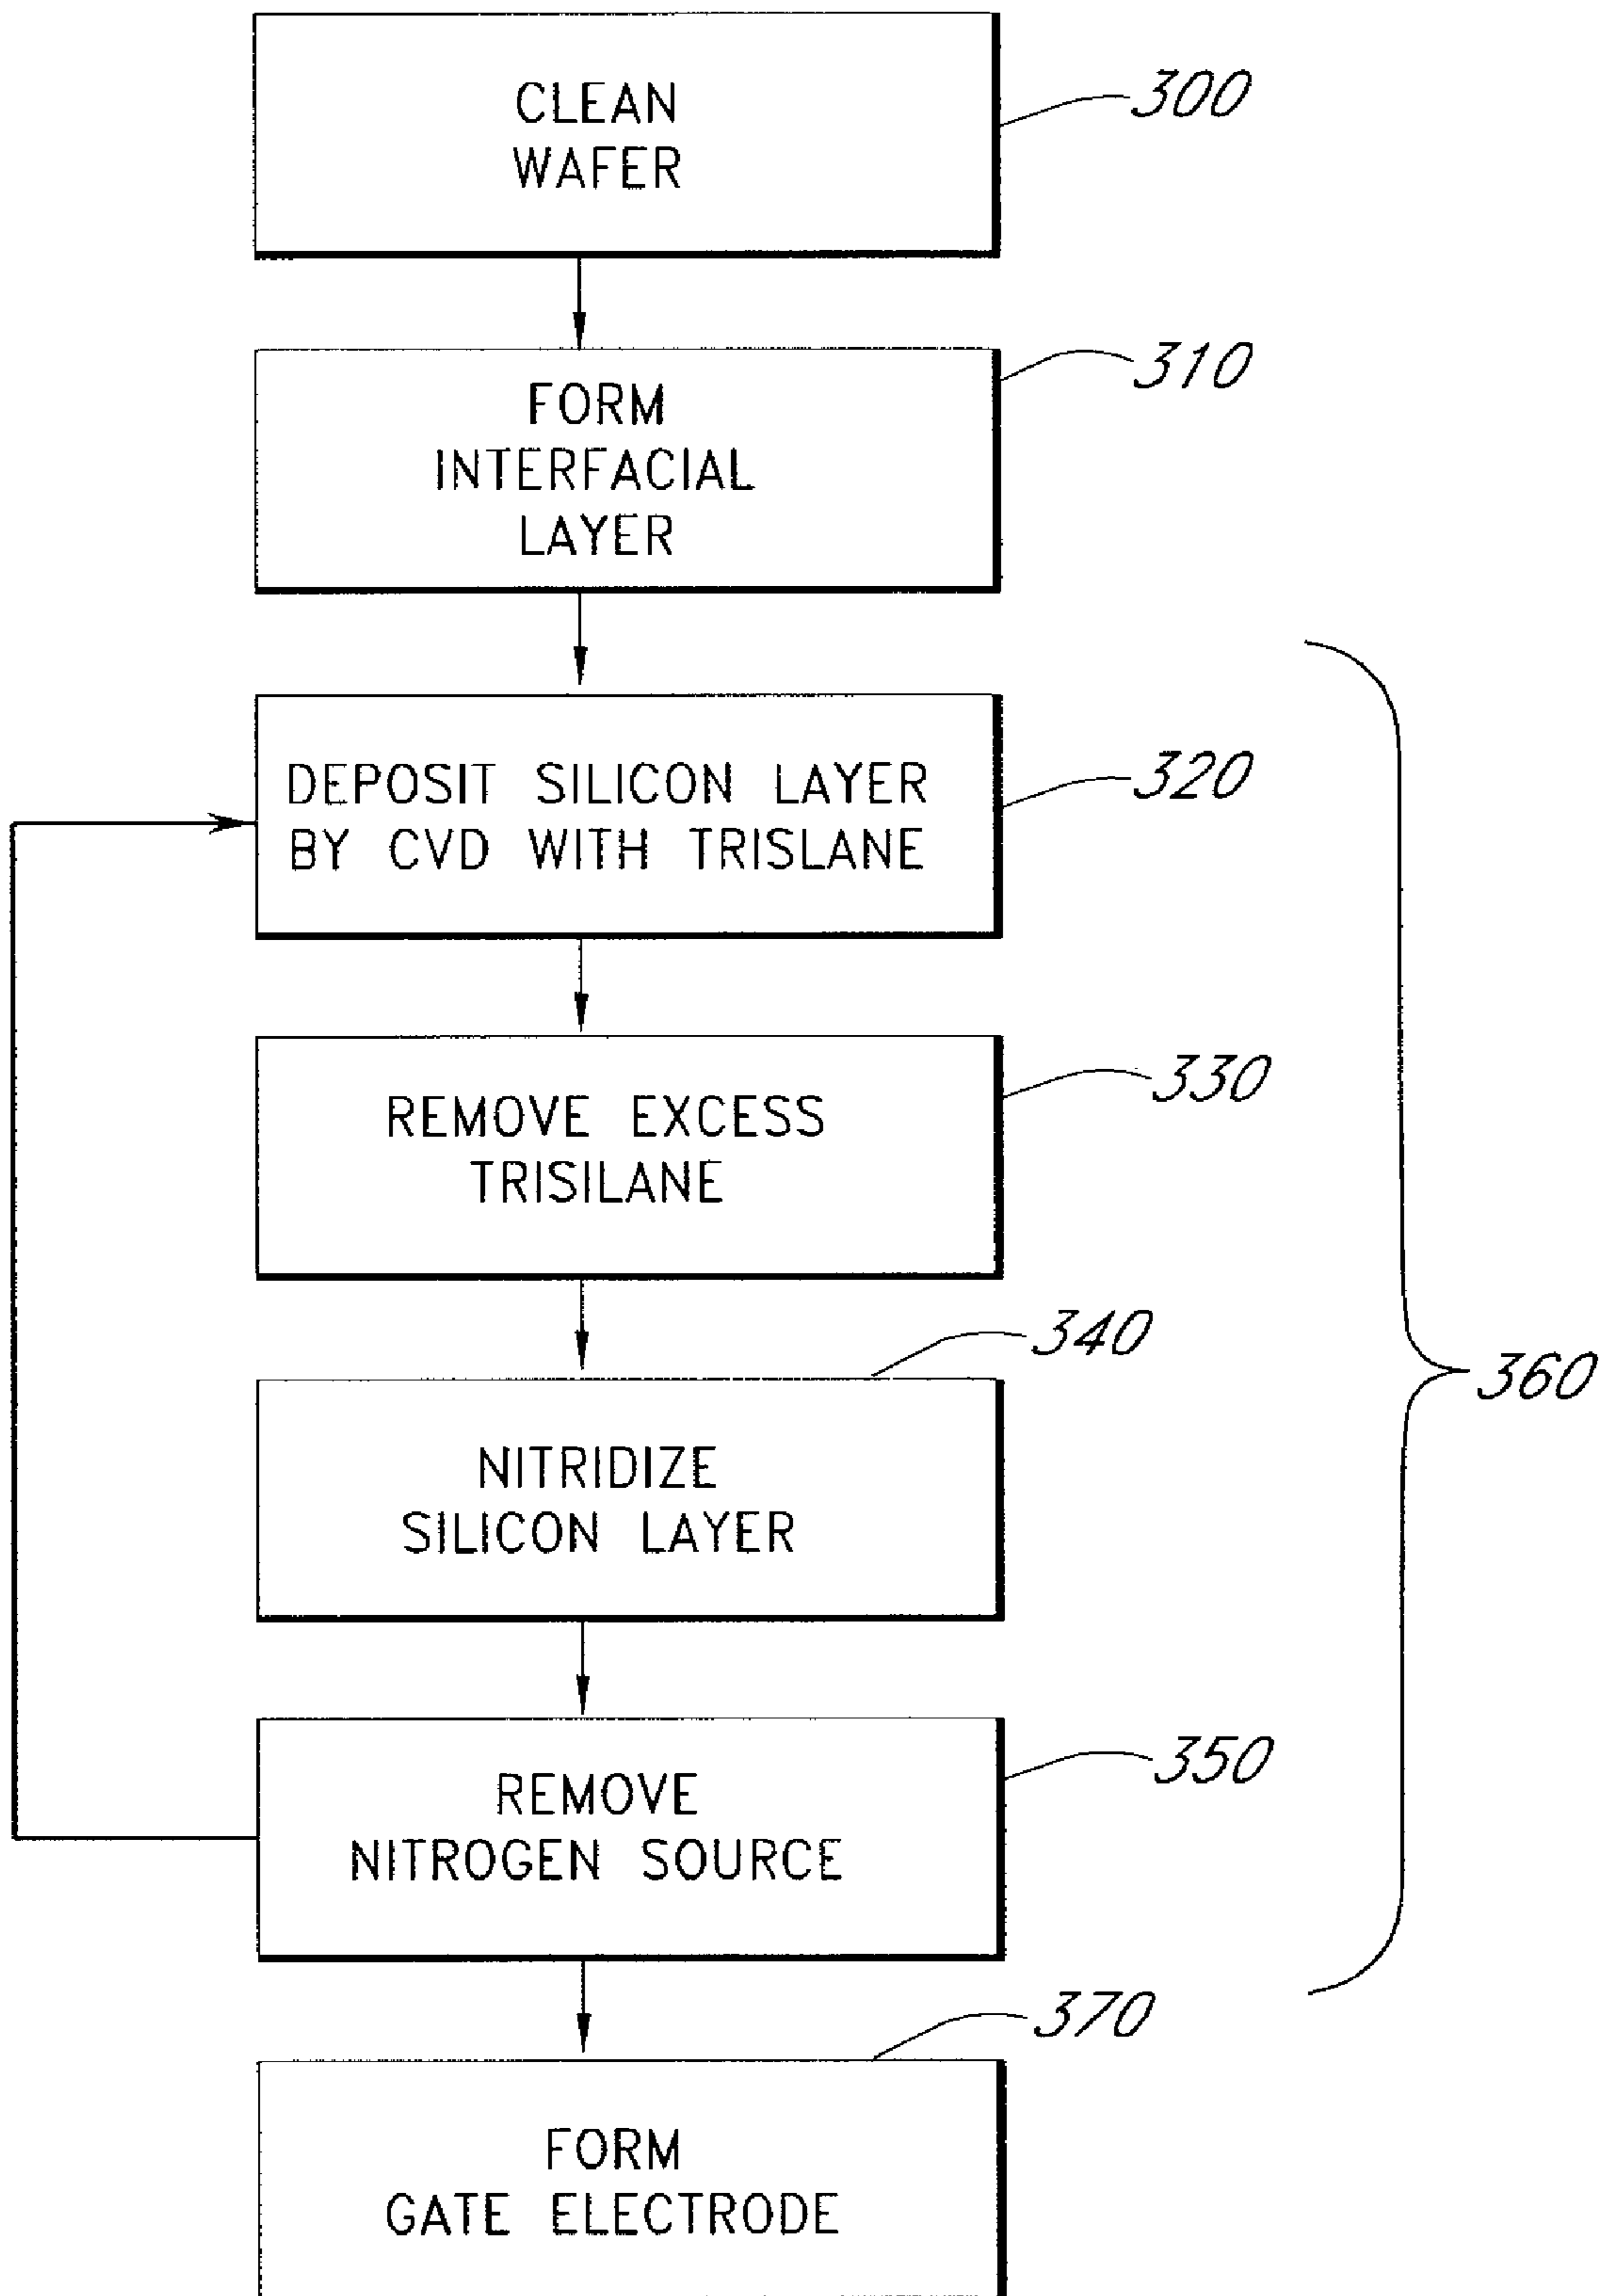 CLEAN
WAFER
300
FORM
INTERFACIAL
LAYER
310
DEPOSIT SILICON LAYER
BY CVD WITH TRISLANE
320
REMOVE EXCESS
TRISILANE
330
NITRIDIZE
SILICON LAYER
340
360
REMOVE
NITROGEN SOURCE
350
FORM
GATE ELECTRODE
370